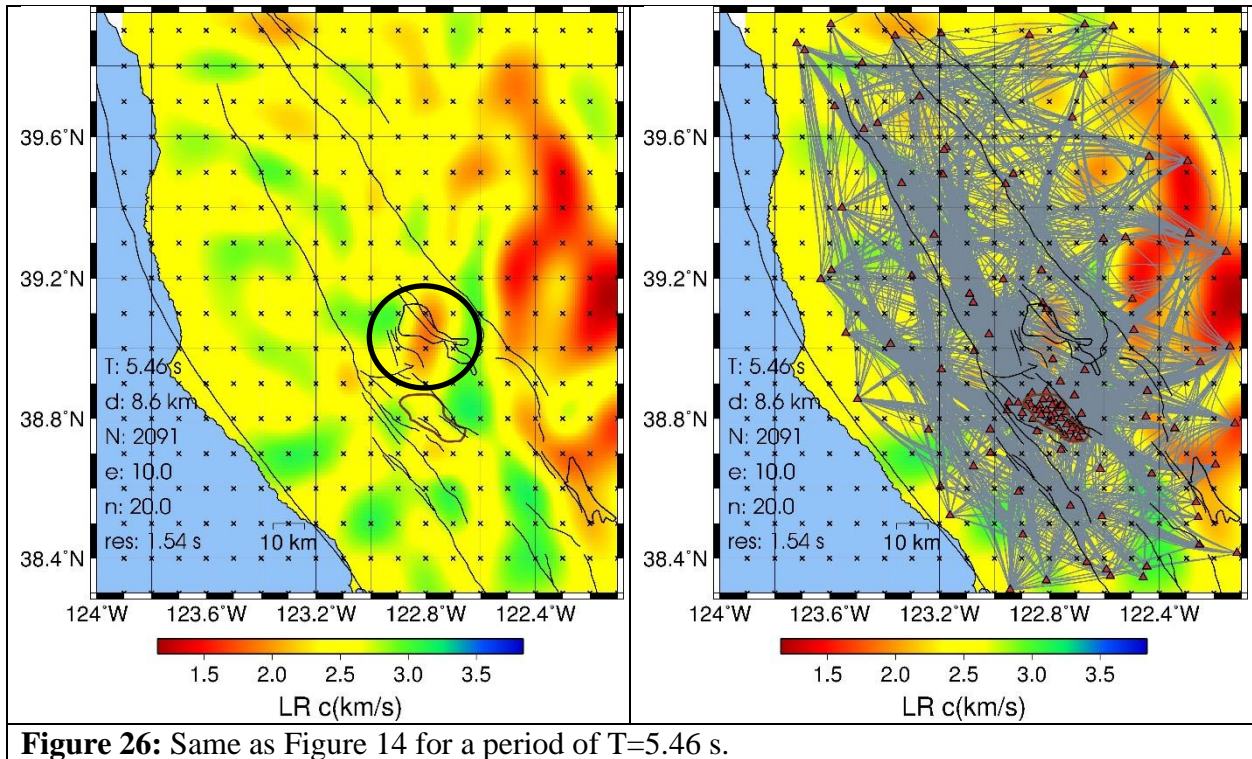 39.6°N
39.2°N
38.8°N
38.4°N
T: 5.46 s
d: 8.6 km
N: 2091
e: 10.0
n: 20.0
res: 1.54 s
10 km
124°W 123.6°W 123.2°W 122.8°W 122.4°W
1.5 2.0 2.5 3.0 3.5
LR c(km/s)
39.6°N
39.2°N
38.8°N
38.4°N
T: 5.46 s
d: 8.6 km
N: 2091
e: 10.0
n: 20.0
res: 1.54 s
10 km
124°W 123.6°W 123.2°W 122.8°W 122.4°W
1.5 2.0 2.5 3.0 3.5
LR c(km/s)
Figure 26: Same as Figure 14 for a period of T=5.46 s.